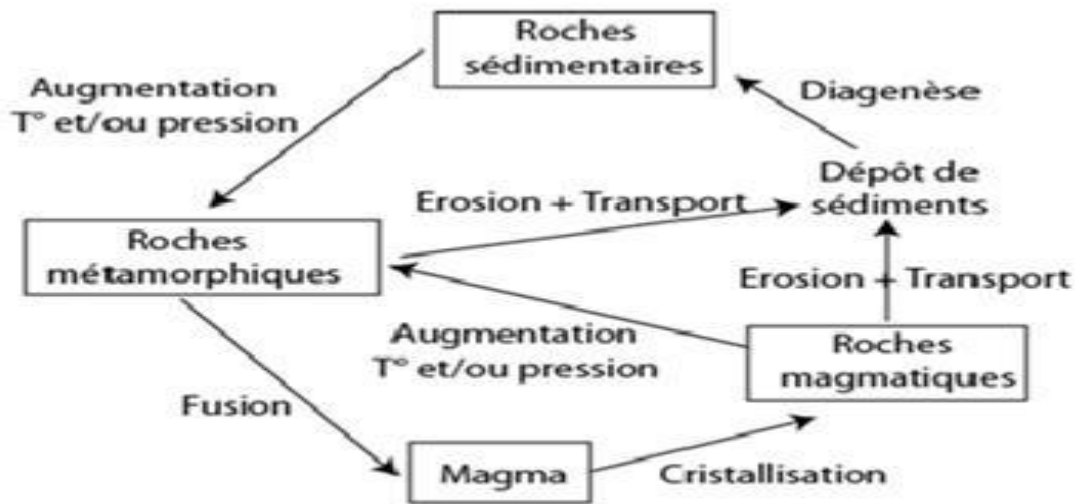 Roches
sédimentaires
Augmentation
T° et/ou pression
Diagenèse
Dépôt de
sédiments
Erosion + Transport
Roches
métamorphiques
Erosion + Transport
Augmentation
T° et/ou pression
Roches
magmatiques
Fusion
Magma
Cristallisation